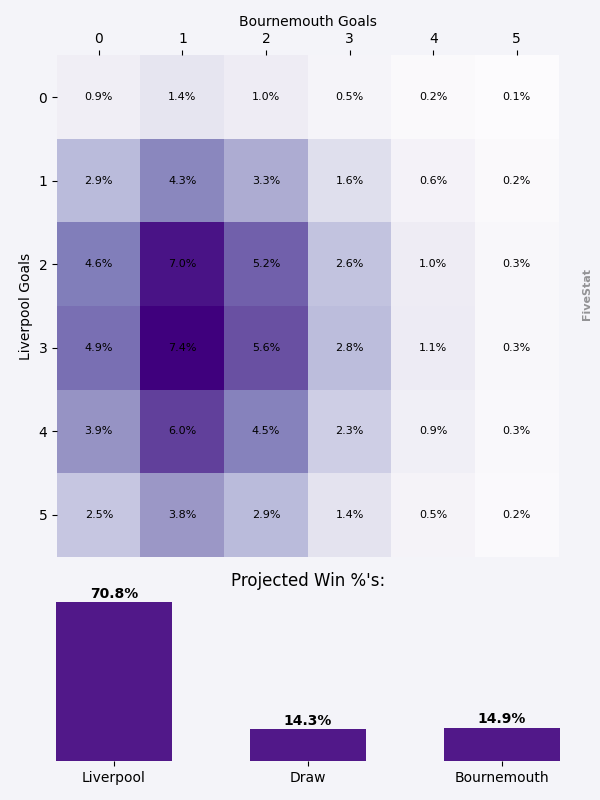 Bournemouth Goals
0 1 2 3 4 5
0 0.9% 1.4% 1.0% 0.5% 0.2% 0.1%
1 2.9% 4.3% 3.3% 1.6% 0.6% 0.2%
2 4.6% 7.0% 5.2% 2.6% 1.0% 0.3%
3 4.9% 7.4% 5.6% 2.8% 1.1% 0.3%
4 3.9% 6.0% 4.5% 2.3% 0.9% 0.3%
5 2.5% 3.8% 2.9% 1.4% 0.5% 0.2%
Liverpool Goals
FiveStat
Projected Win %'s:
70.8% 14.3% 14.9%
Liverpool Draw Bournemouth